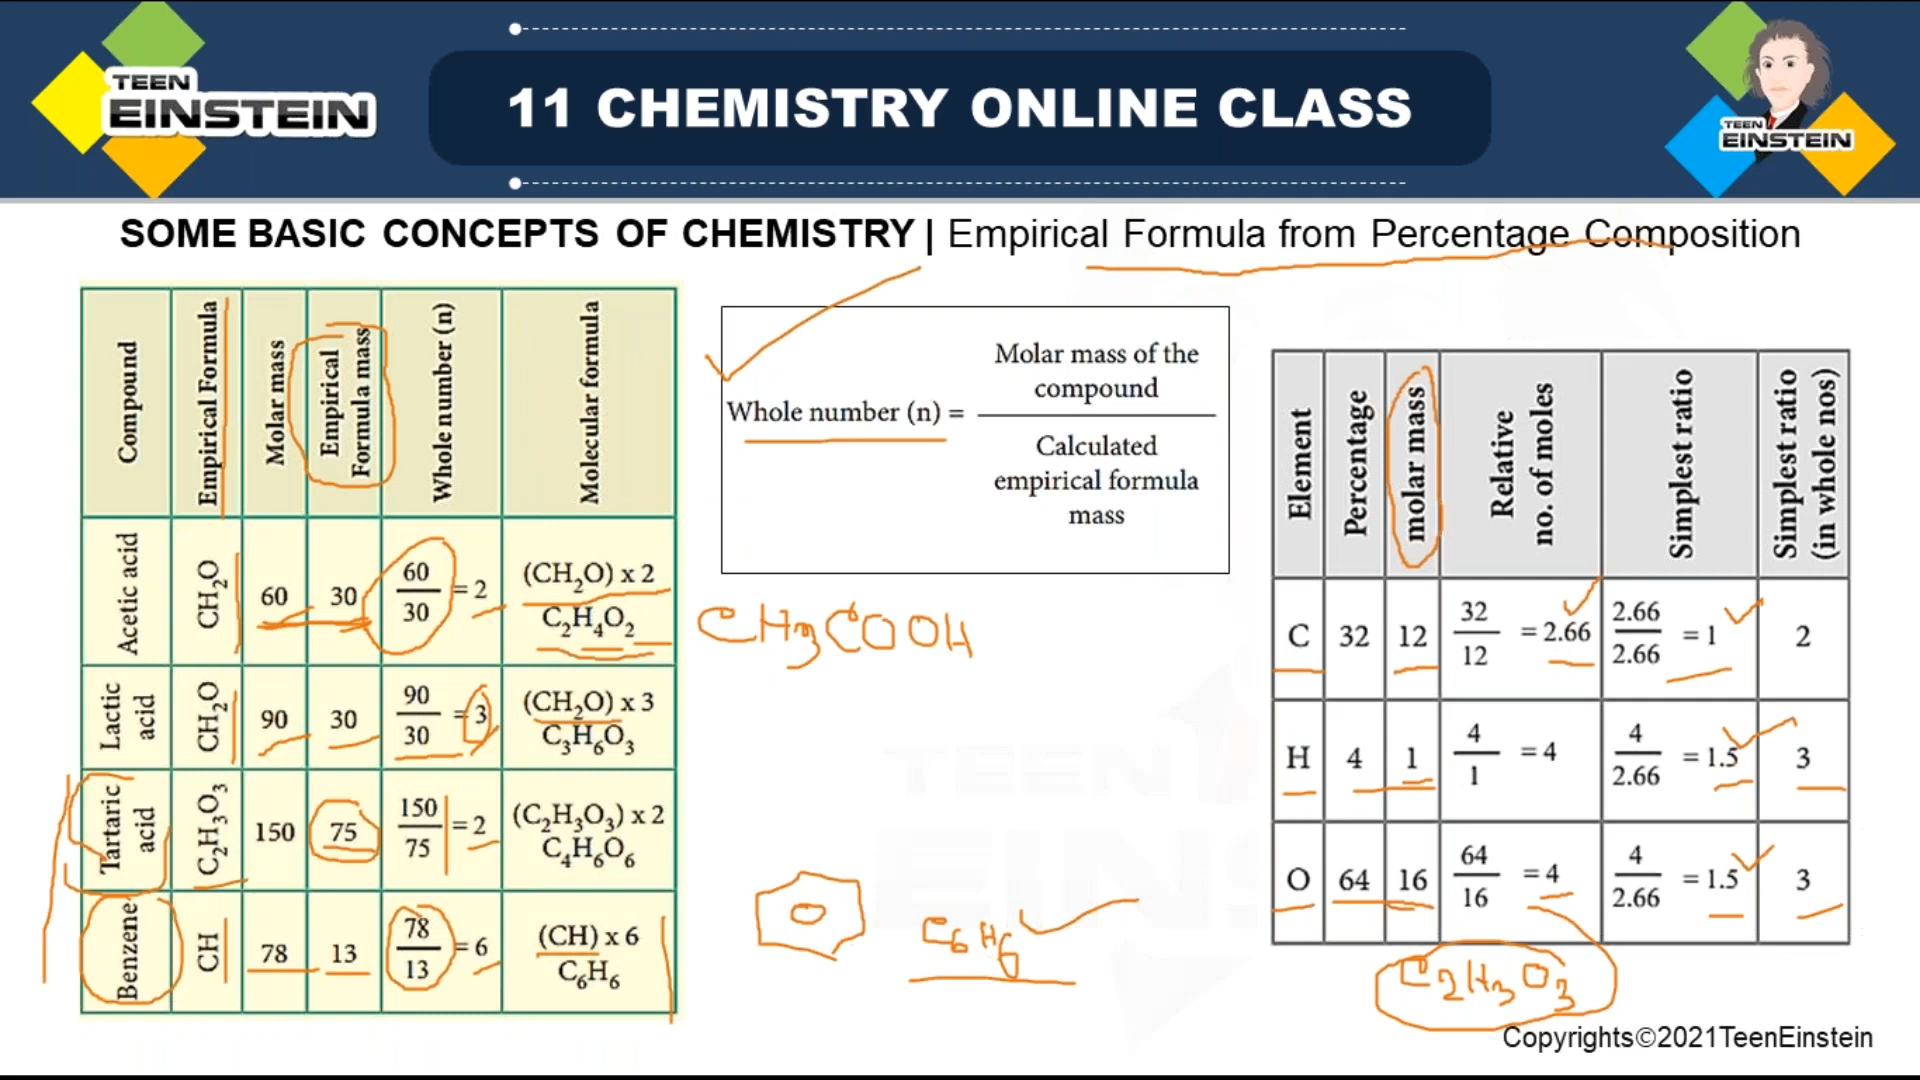 TEEN
EINSTEIN
11 CHEMISTRY ONLINE CLASS
TEEN
EINSTEIN
SOME BASIC CONCEPTS OF CHEMISTRY | Empirical Formula from Percentage Composition
Compound
Empirical Formula
Molar mass
Empirical
Formula mass
Whole number (n)
Molecular formula
Acetic acid
CH₂O
60
30
60
30
= 2
(CH₂O) x 2
C₂H₄O₂
Lactic
acid
CH₂O
90
30
90
30
= 3
(CH₂O) x 3
C₃H₆O₃
Tartaric
acid
C₂H₃O₃
150
75
150
75
= 2
(C₂H₃O₃) x 2
C₄H₆O₆
Benzene
CH
78
13
78
13
= 6
(CH) x 6
C₆H₆
Whole number (n) =
Molar mass of the
compound
Calculated
empirical formula
mass
CH₃COOH
C₆H₆
Element
Percentage
molar mass
Relative
no. of moles
Simplest ratio
Simplest ratio
(in whole nos)
C
32
12
32
12
= 2.66
2.66
2.66
= 1
2
H
4
1
4
1
= 4
4
2.66
= 1.5
3
O
64
16
64
16
= 4
4
2.66
= 1.5
3
C₂H₃O₃
TEEN
EINS
Copyrights©2021TeenEinstein